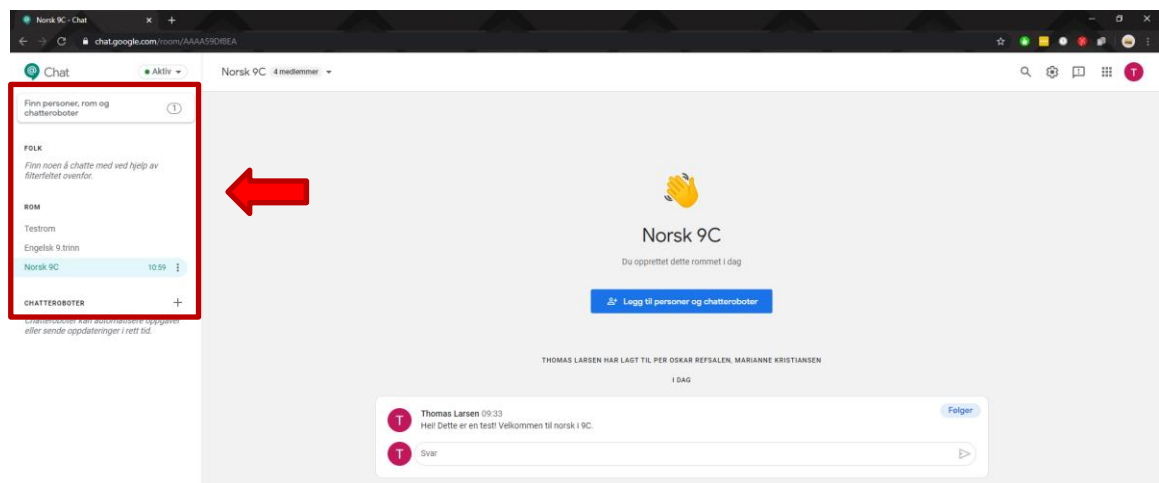 Norsk 9C - Chat
chat.google.com/room/AAAAS9DfBEA
Chat
Aktiv
Norsk 9C 4 medlemmer
T
Finn personer, rom og
chatteroboter
1
FOLK
Finn noen å chatte med ved hjelp av
filterfeltet ovenfor.
ROM
Testrom
Engelsk 9.trinn
Norsk 9C 10:59
CHATTEROBOTER
Chatteroboter kan automatisere oppgaver
eller sende oppdateringer i rett tid.
Norsk 9C
Du opprettet dette rommet i dag
Legg til personer og chatteroboter
THOMAS LARSEN HAR LAGT TIL PER OSKAR REFSALEN, MARIANNE KRISTIANSEN
I DAG
T
Thomas Larsen 09:33
Følger
Hei! Dette er en test! Velkommen til norsk i 9C.
T
Svar